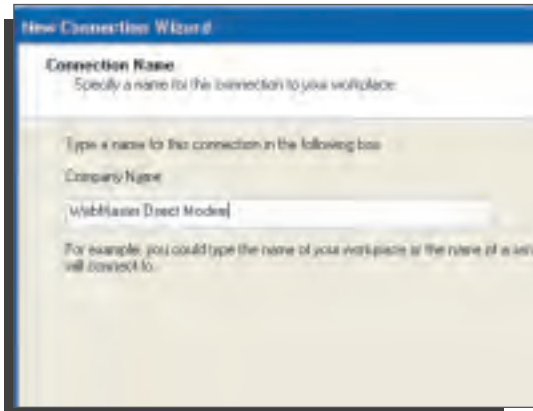 New Connection Wizard
Connection Name
Specify a name for this connection to your workplace.
Type a name for this connection in the following box.
Company Name
WebMaster Direct Modem
For example, you could type the name of your workplace or the name of a
will connect to.